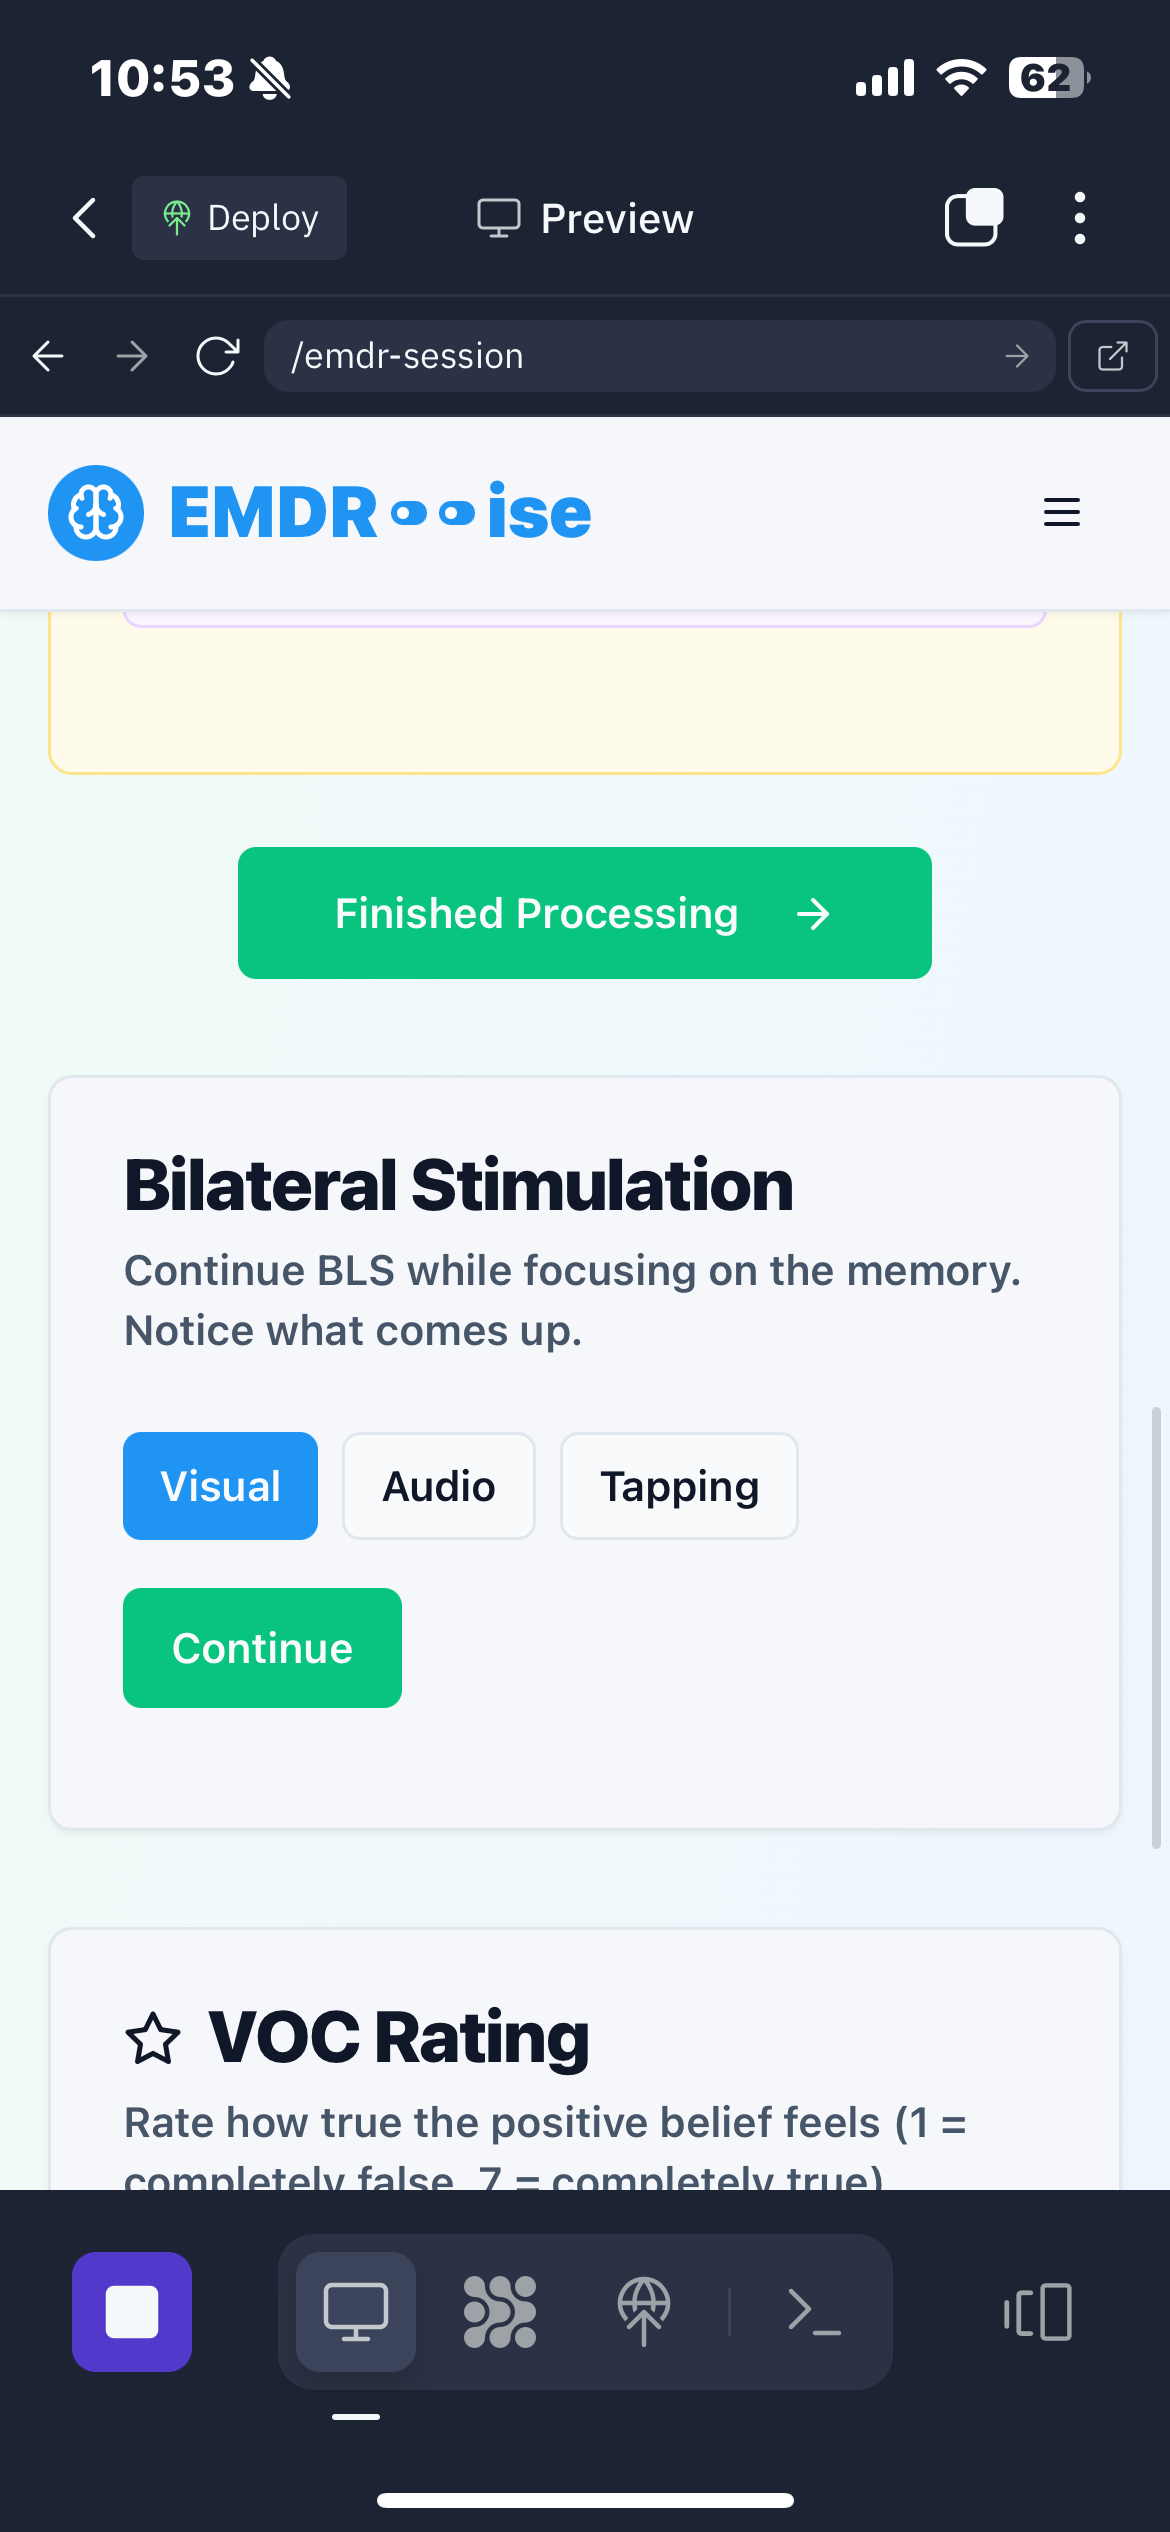 10:53
62
Deploy
Preview
/emdr-session
EMDR ise
Finished Processing
Bilateral Stimulation
Continue BLS while focusing on the memory.
Notice what comes up.
Visual
Audio
Tapping
Continue
VOC Rating
Rate how true the positive belief feels (1 =
completely false, 7 = completely true)